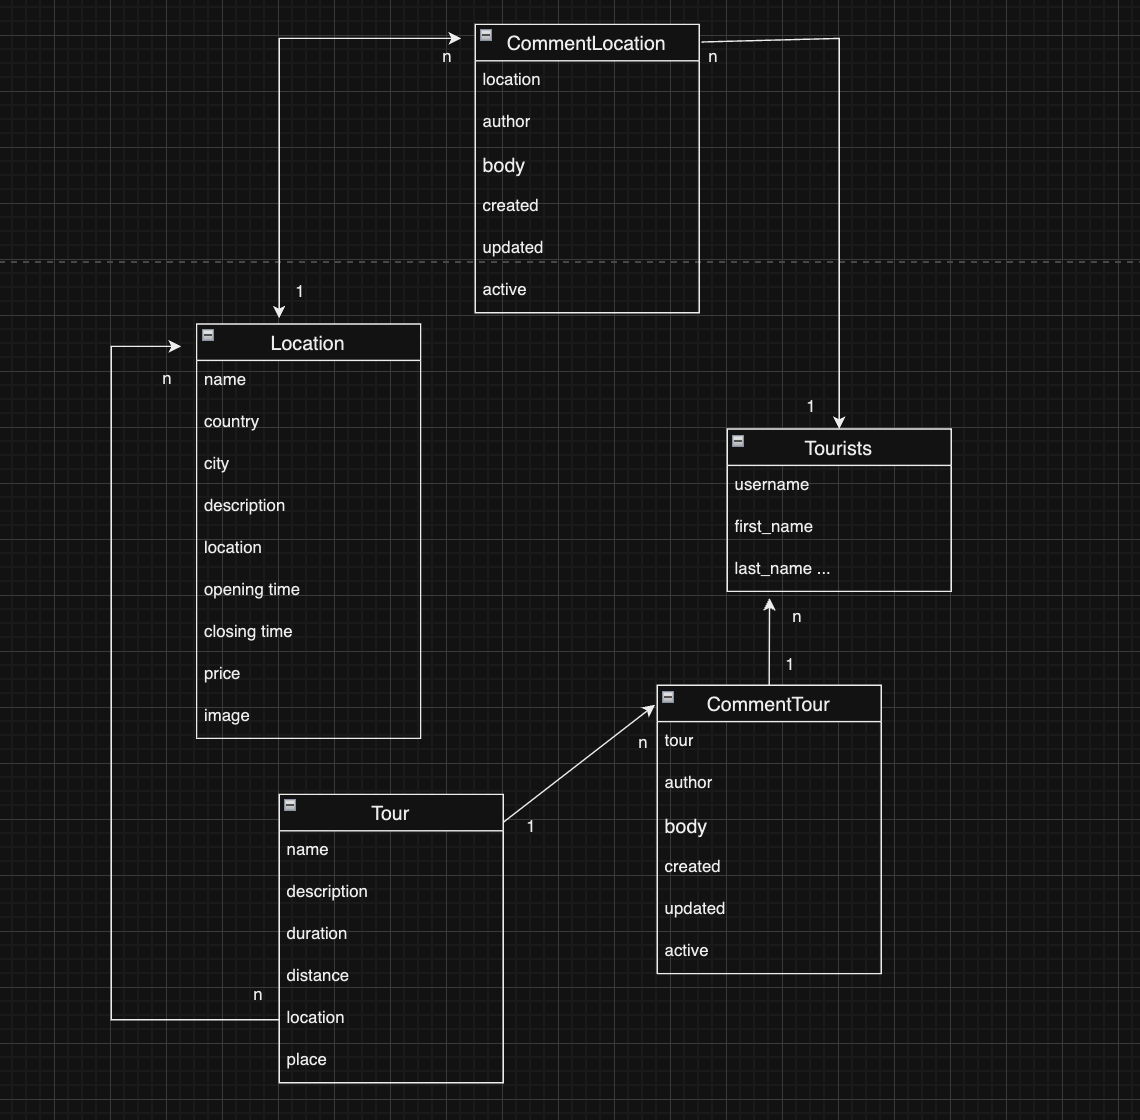 CommentLocation
n
n
location
author
body
created
updated
active
1
Location
n
name
country
city
description
location
opening time
closing time
price
image
1
Tourists
username
first_name
last_name ...
n
1
CommentTour
n
tour
author
body
created
updated
active
Tour
1
name
description
duration
distance
n
location
place